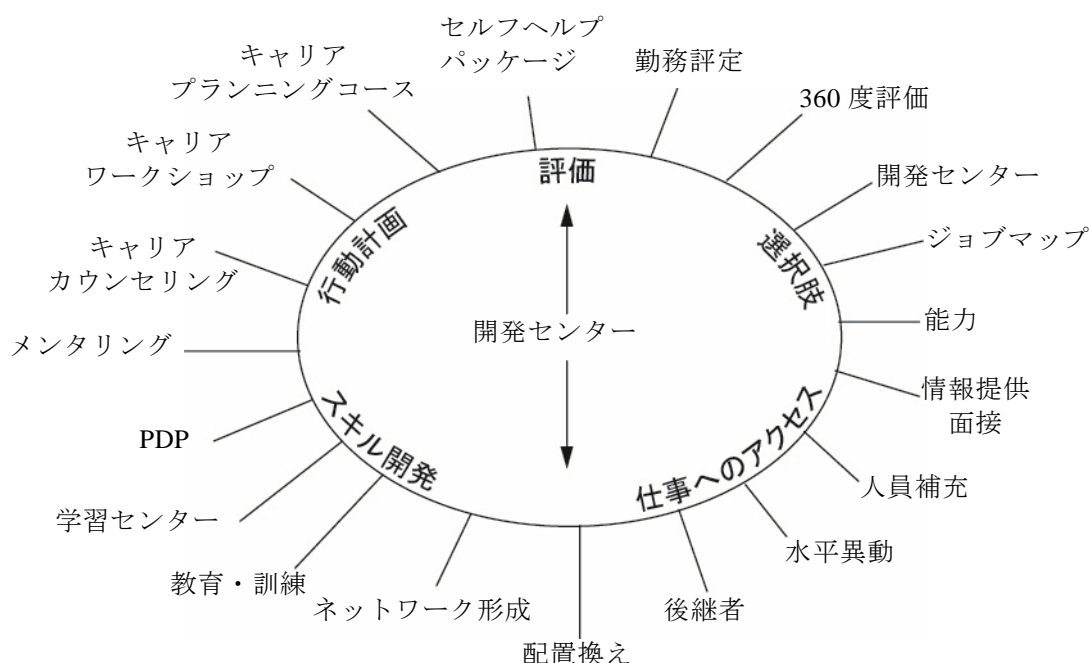 セルフヘルプ
パッケージ
キャリア
プランニングコース
勤務評定
360 度評価
キャリア
ワークショップ
開発センター
ジョブマップ
キャリア
カウンセリング
能力
メンタリング
情報提供
面接
PDP
人員補充
学習センター
水平異動
教育・訓練
ネットワーク形成
後継者
配置換え
評価
行動計画
選択肢
開発センター
スキル開発
仕事へのアクセス